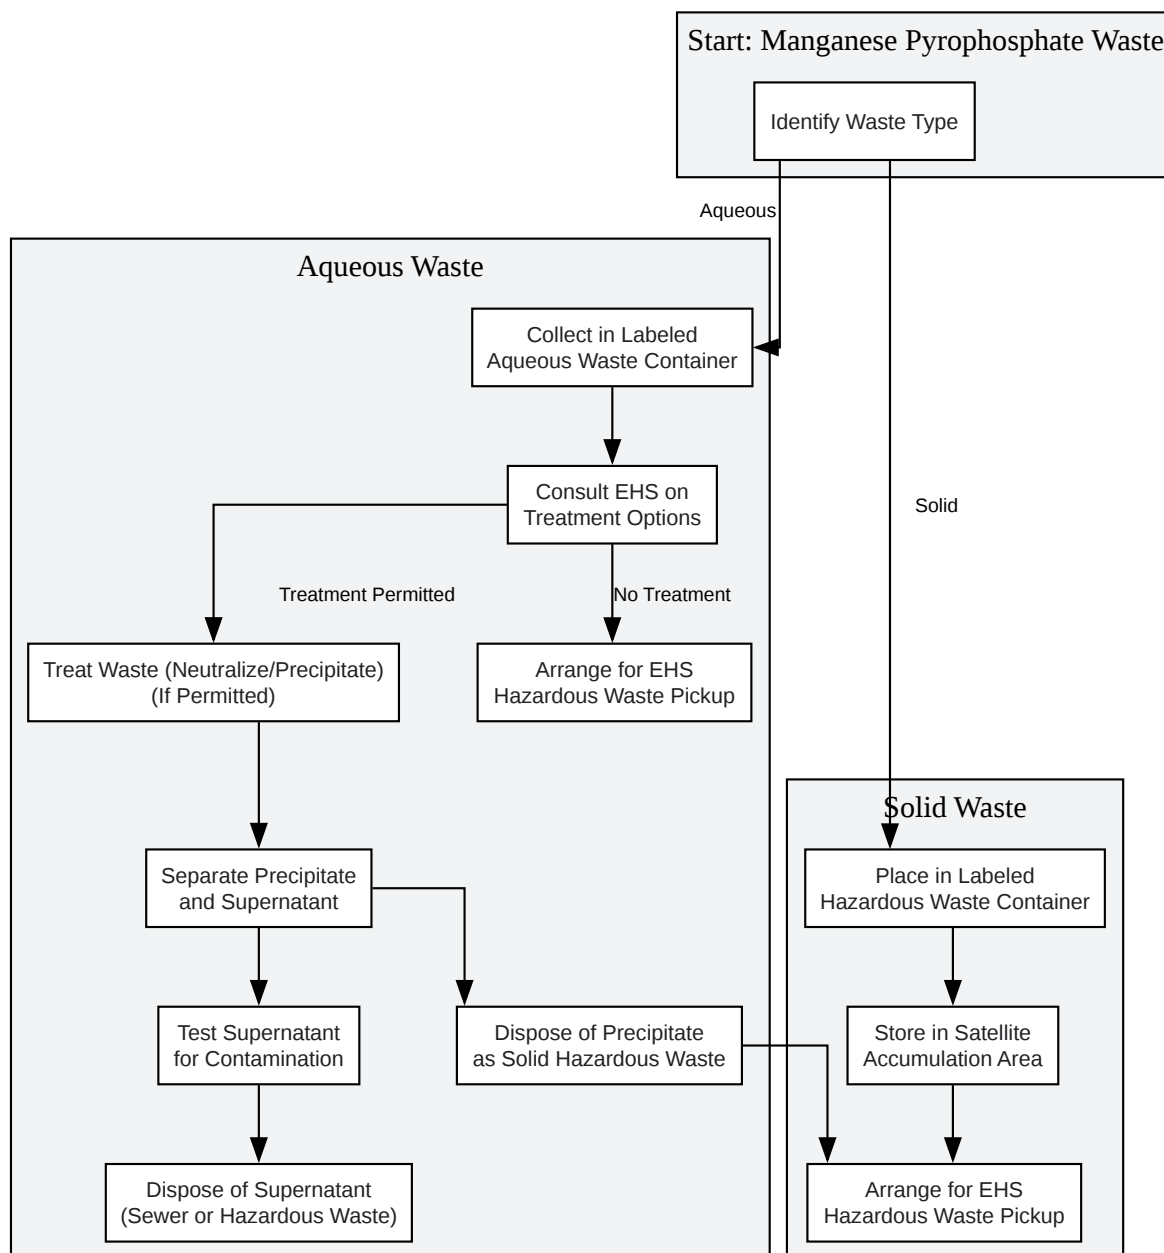 Start: Manganese Pyrophosphate Waste
Identify Waste Type
Aqueous
Solid
Aqueous Waste
Collect in Labeled
Aqueous Waste Container
Consult EHS on
Treatment Options
Treatment Permitted
No Treatment
Treat Waste (Neutralize/Precipitate)
(If Permitted)
Arrange for EHS
Hazardous Waste Pickup
Separate Precipitate
and Supernatant
Test Supernatant
for Contamination
Dispose of Precipitate
as Solid Hazardous Waste
Dispose of Supernatant
(Sewer or Hazardous Waste)
Solid Waste
Place in Labeled
Hazardous Waste Container
Store in Satellite
Accumulation Area
Arrange for EHS
Hazardous Waste Pickup